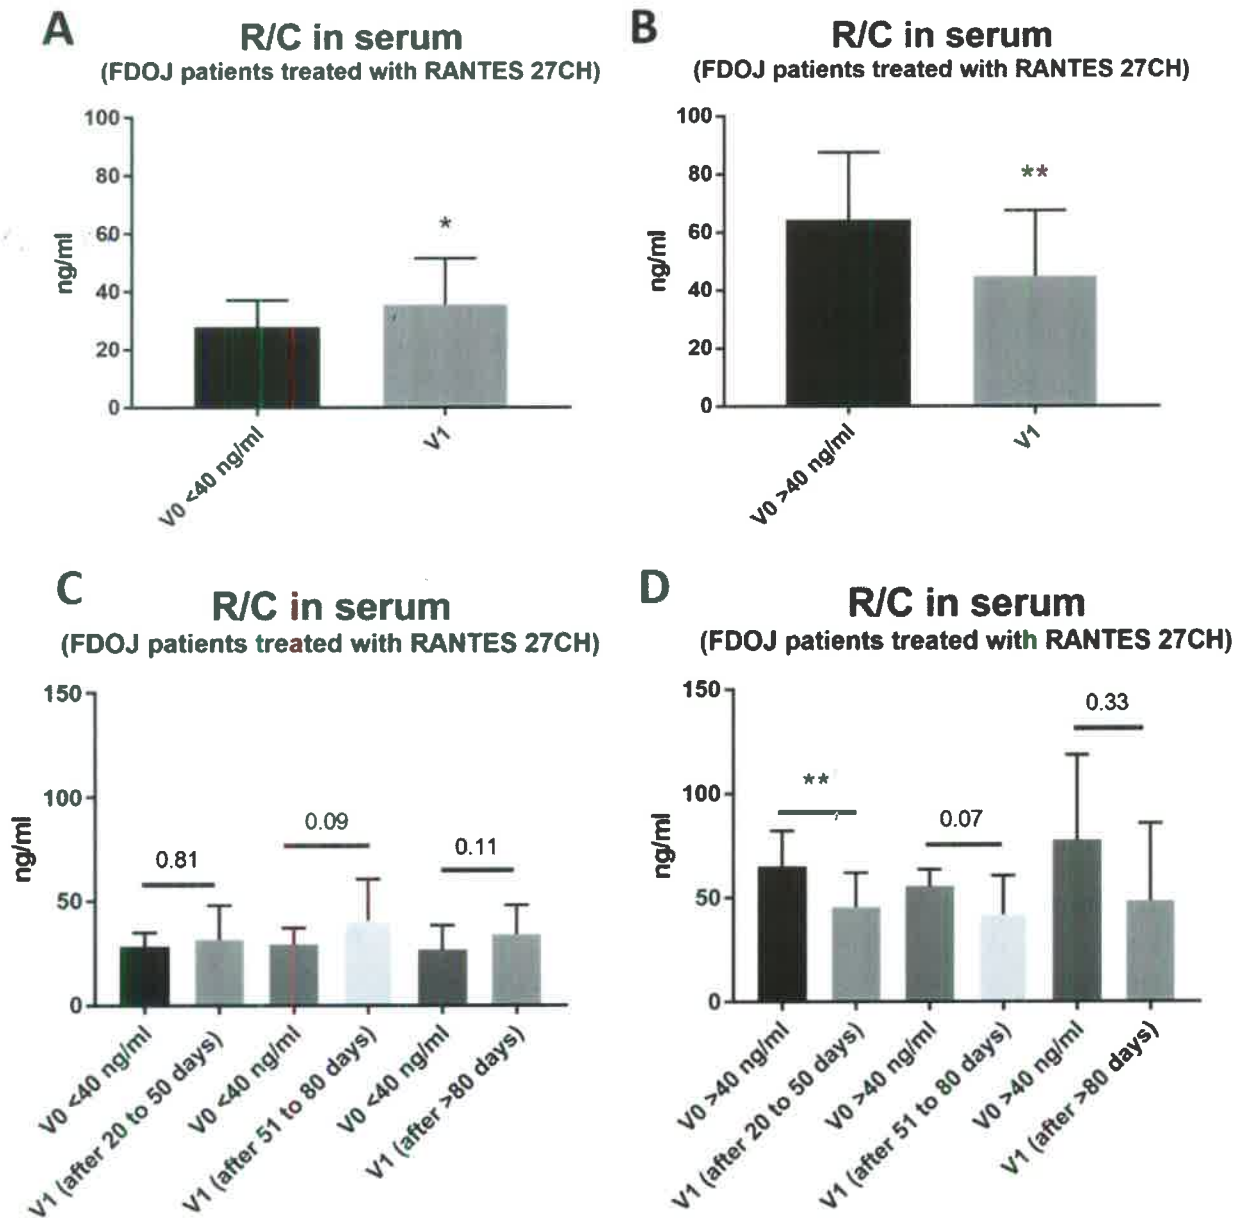 A
R/C in serum
(FDOJ patients treated with RANTES 27CH)
100
80
60
40
20
0
ng/ml
*
V0 <40 ng/ml
V1
B
R/C in serum
(FDOJ patients treated with RANTES 27CH)
100
80
60
40
20
0
ng/ml
**
V0 >40 ng/ml
V1
C
R/C in serum
(FDOJ patients treated with RANTES 27CH)
150
100
50
0
ng/ml
0.81
0.09
0.11
V0 <40 ng/ml
V1 (after 20 to 50 days)
V0 <40 ng/ml
V1 (after 51 to 80 days)
V0 <40 ng/ml
V1 (after >80 days)
D
R/C in serum
(FDOJ patients treated with RANTES 27CH)
150
100
50
0
ng/ml
**
0.07
0.33
V0 >40 ng/ml
V1 (after 20 to 50 days)
V0 >40 ng/ml
V1 (after 51 to 80 days)
V0 >40 ng/ml
V1 (after >80 days)